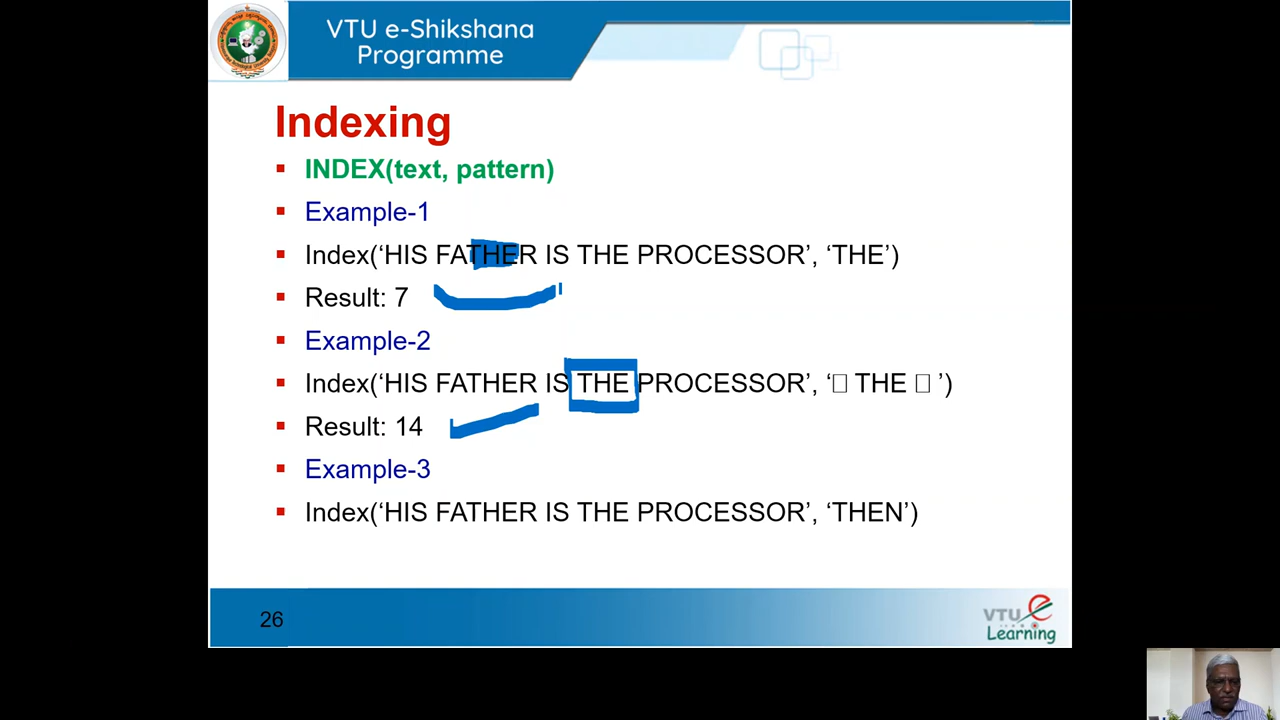 VTU e-Shikshana
Programme
Indexing
INDEX(text, pattern)
Example-1
Index(‘HIS FATHER IS THE PROCESSOR’, ‘THE’)
Result: 7
Example-2
Index(‘HIS FATHER IS THE PROCESSOR’, ‘□ THE □ ’)
Result: 14
Example-3
Index(‘HIS FATHER IS THE PROCESSOR’, ‘THEN’)
26
VTU e
Learning